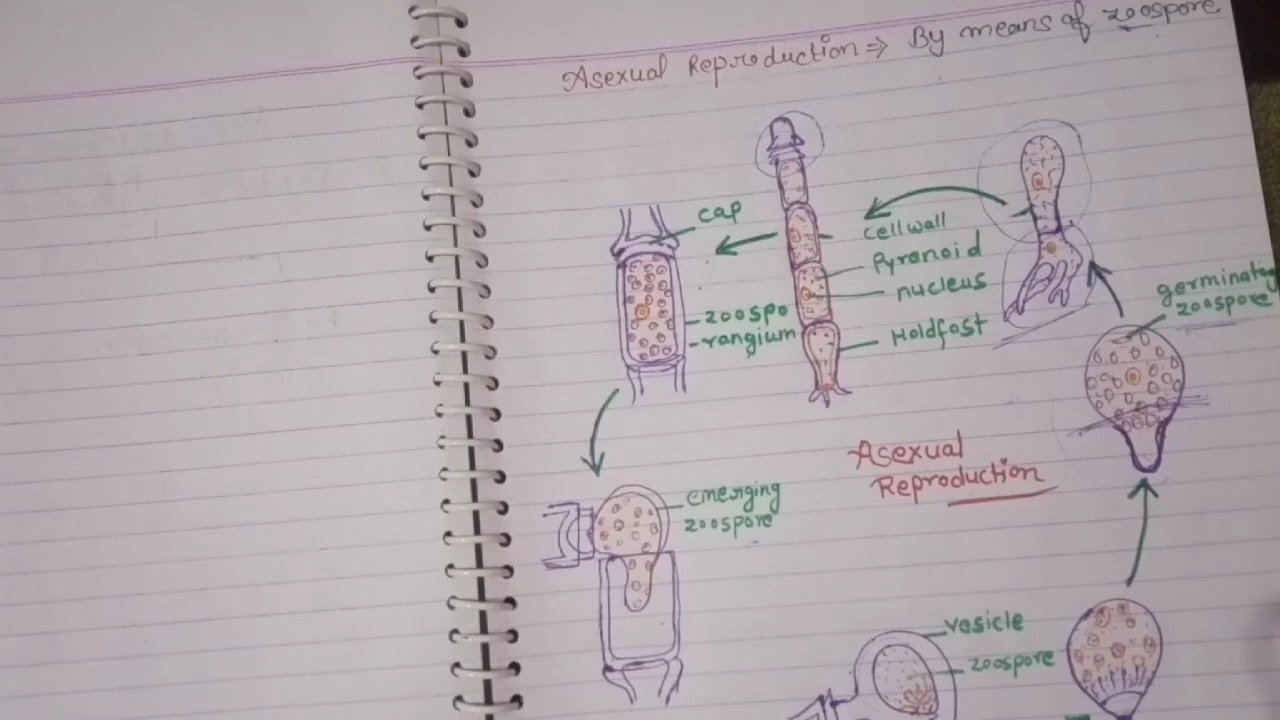 Asexual Reproduction ⇒ By means of zoospore
cap
cellwall
Pyronoid
nucleus
zoospo
rangium
Holdfast
germinating
zoospore
Asexual
Reproduction
emerging
zoospore
vesicle
zoospore